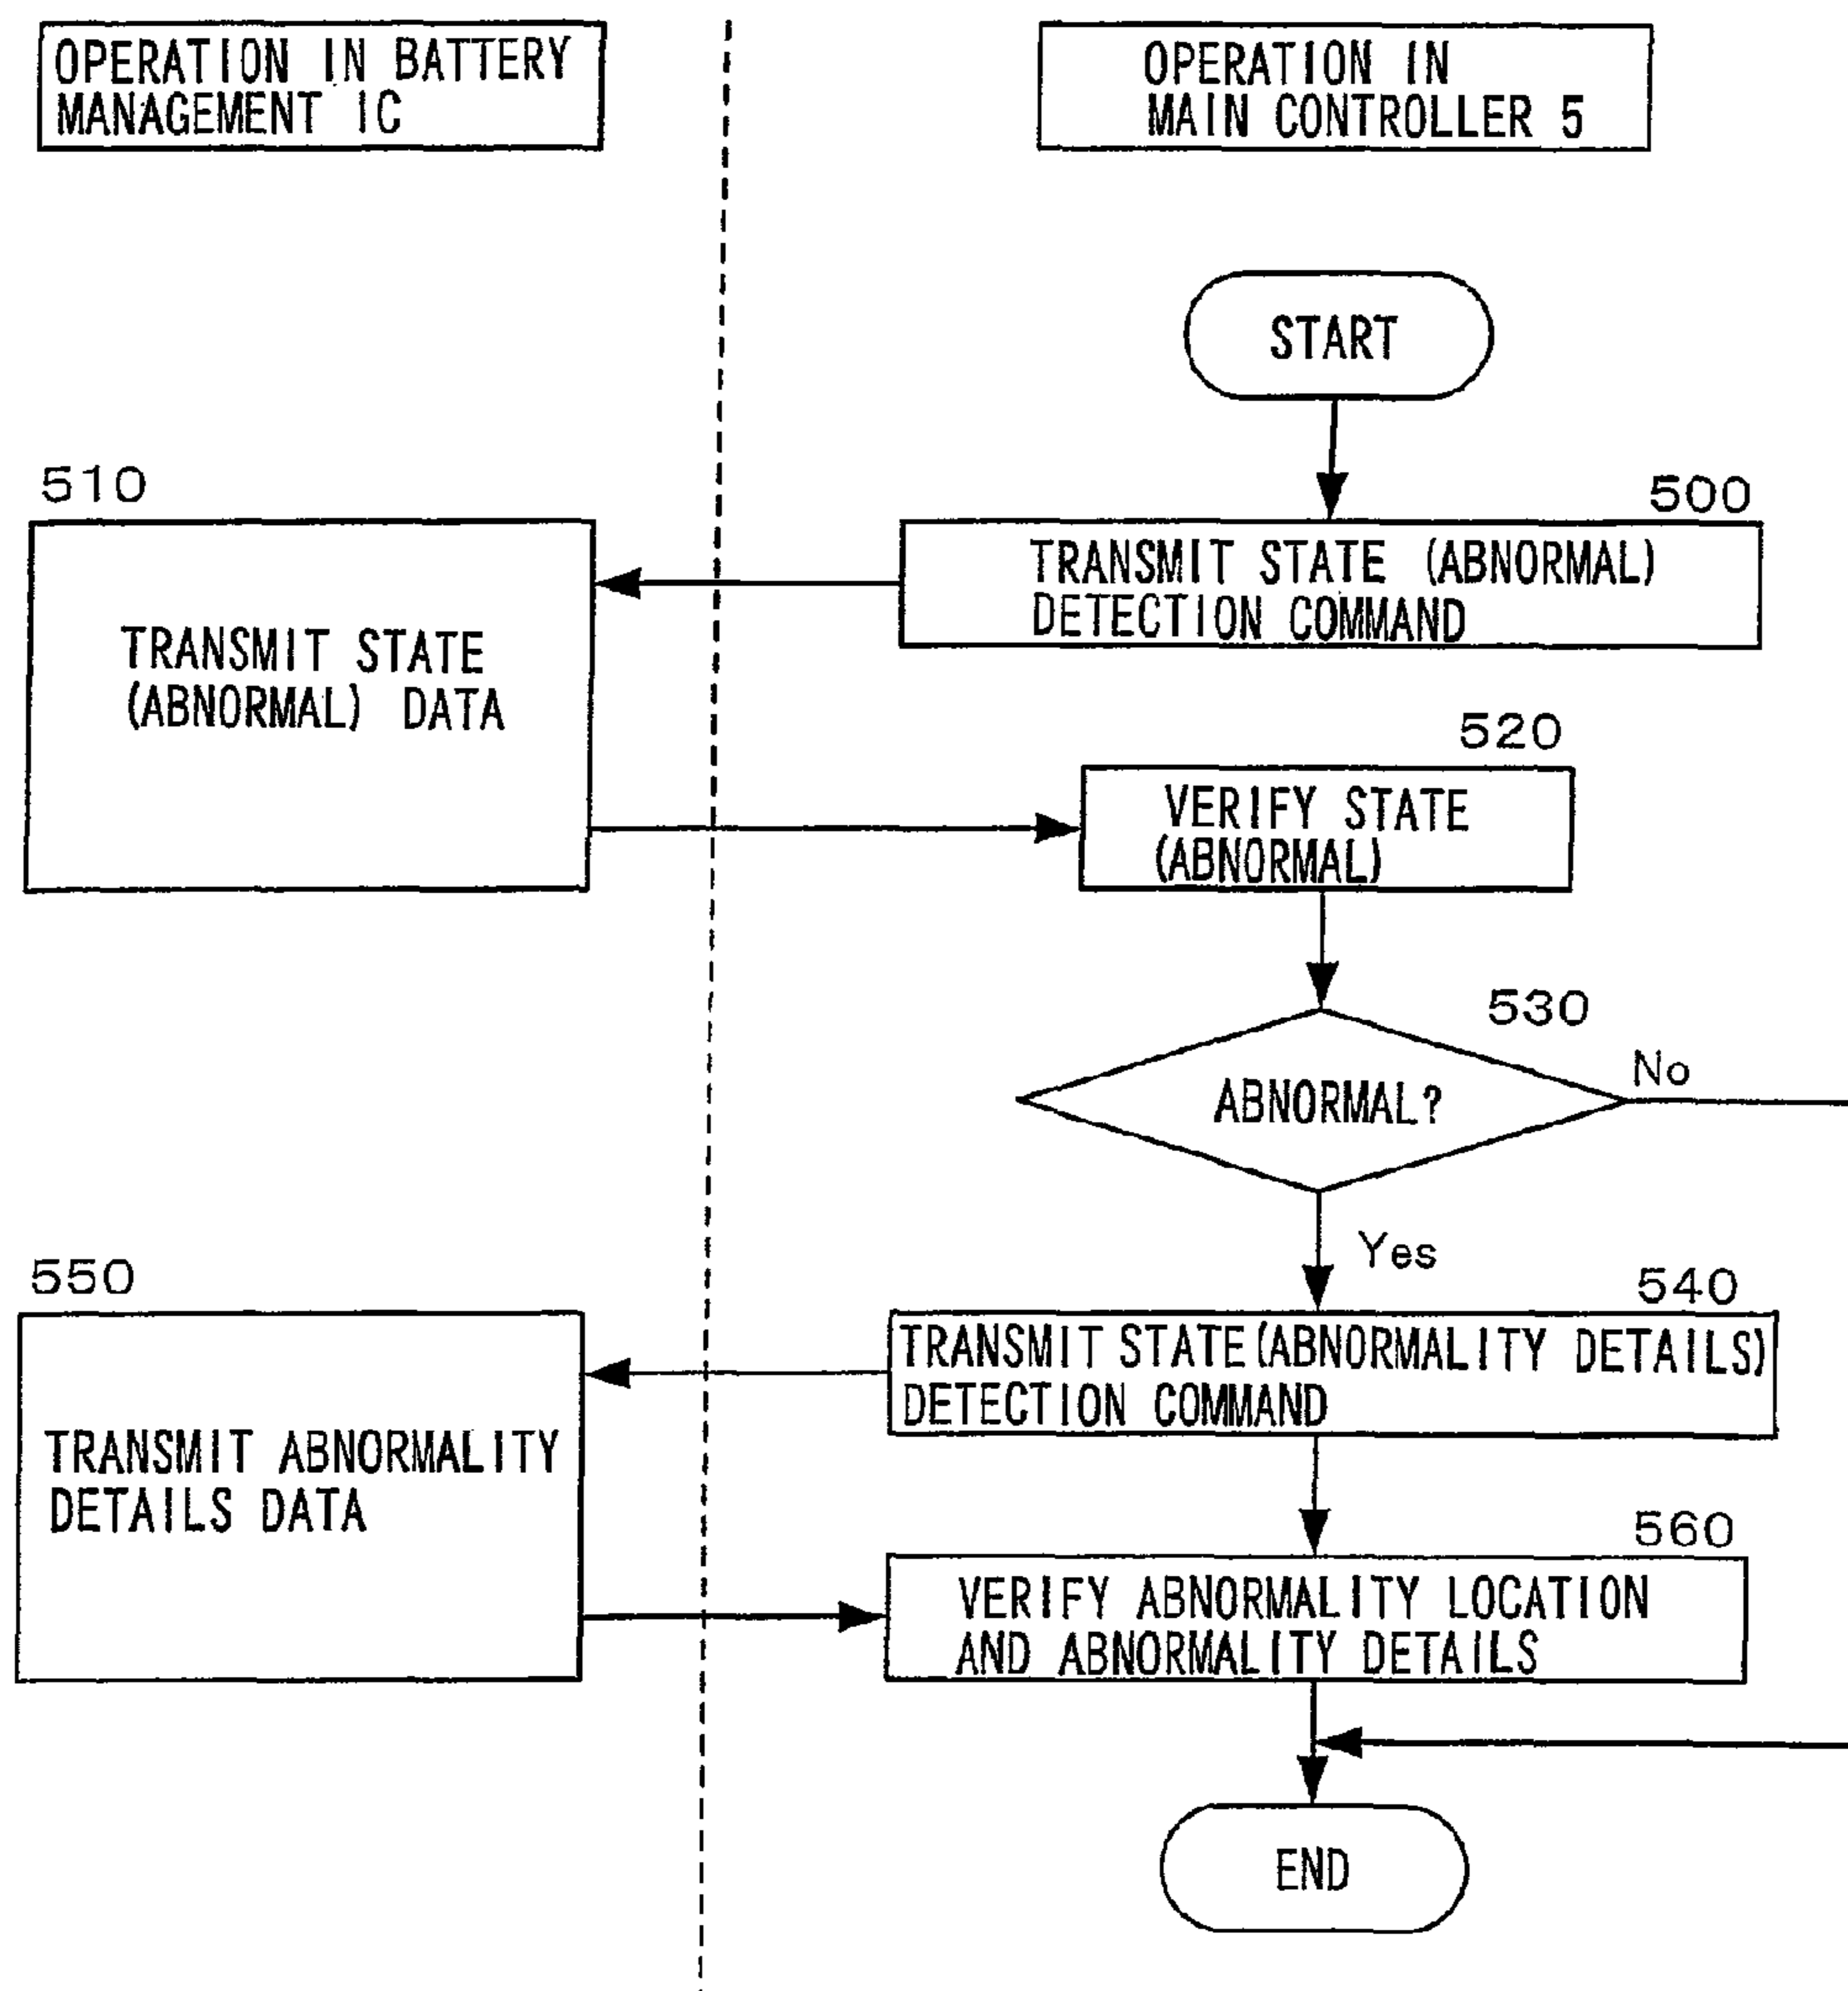 OPERATION IN BATTERY
MANAGEMENT IC
OPERATION IN
MAIN CONTROLLER 5
START
510
500
TRANSMIT STATE (ABNORMAL)
DETECTION COMMAND
TRANSMIT STATE
(ABNORMAL) DATA
520
VERIFY STATE
(ABNORMAL)
530
ABNORMAL?
No
Yes
550
540
TRANSMIT STATE (ABNORMALITY DETAILS)
DETECTION COMMAND
TRANSMIT ABNORMALITY
DETAILS DATA
560
VERIFY ABNORMALITY LOCATION
AND ABNORMALITY DETAILS
END